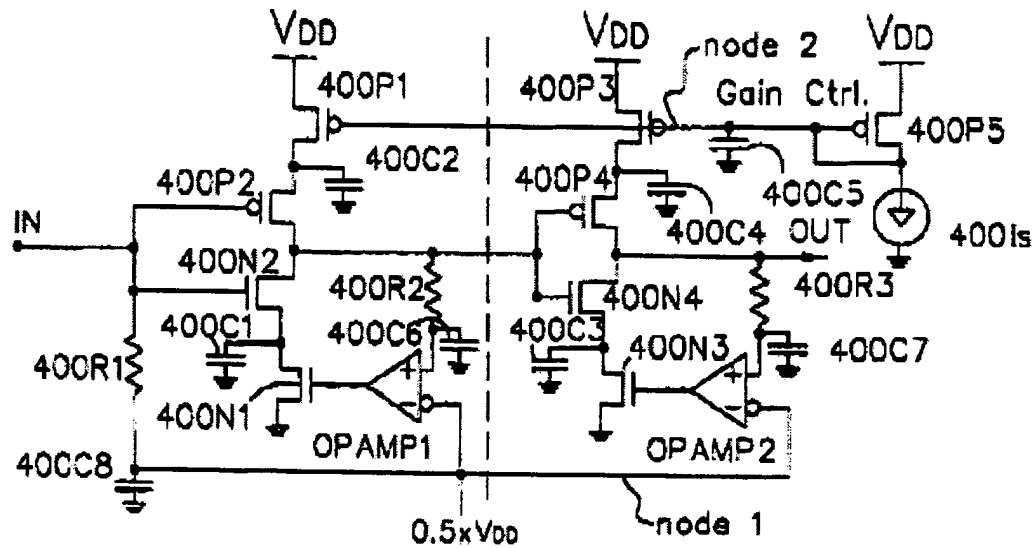 VDD VDD node 2 VDD
400P1 400P3 Gain Ctrl.
400P5
400C2 400P4 400C5
400P2
IN 400C4 OUT 400Is
400N2
400R2 400N4 400R3
400C1 400C6 400C3
400R1 400N3 400C7
400N1
OPAMP1 OPAMP2
40CC8
node 1
0.5xVDD
+
-
+
-